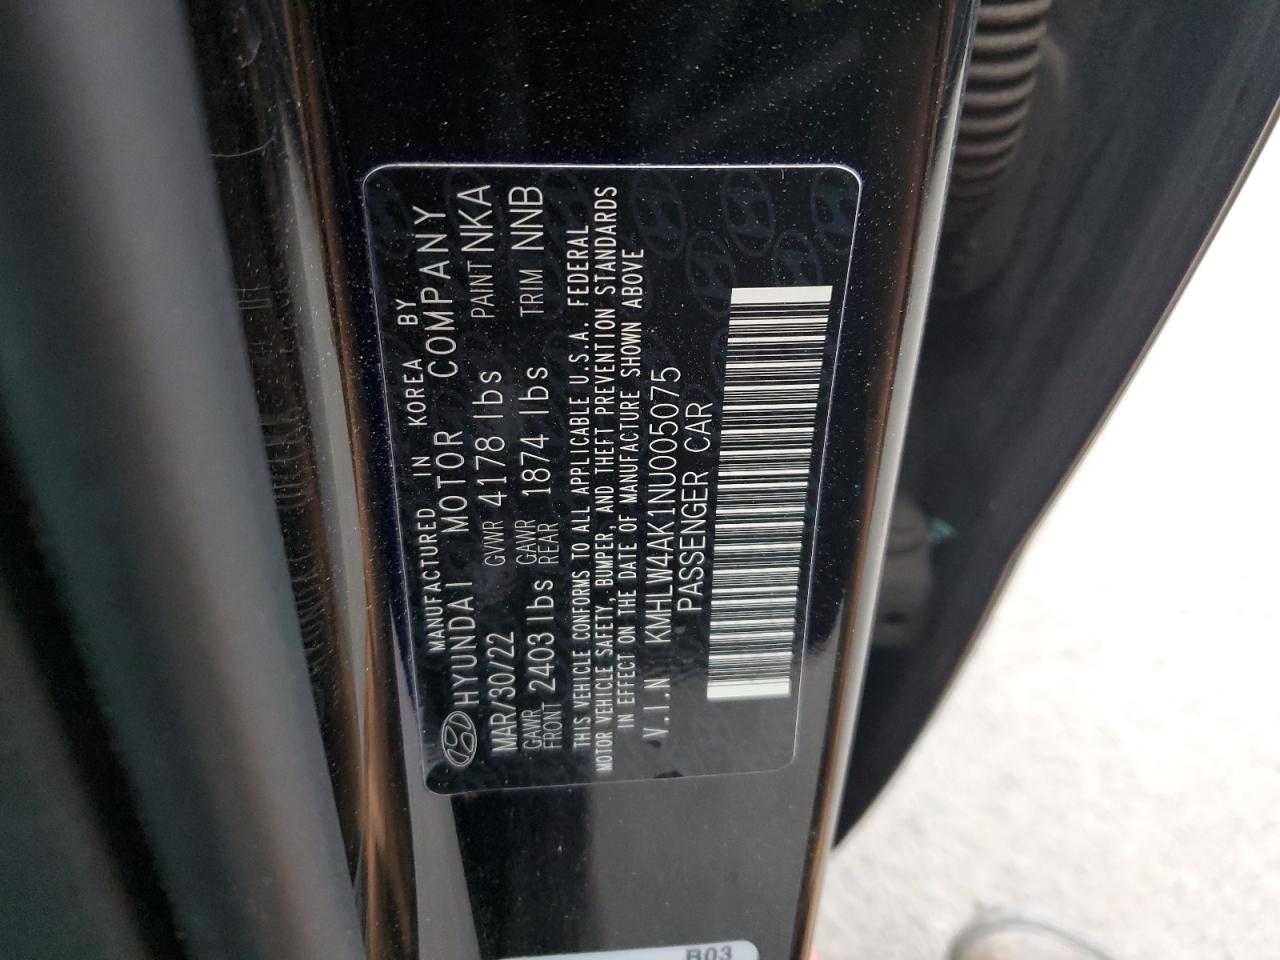 MANUFACTURED IN KOREA BY
HYUNDAI MOTOR COMPANY
MAR/30/22 GVWR 4178 lbs PAINT NKA
GAWR FRONT 2403 lbs GAWR REAR 1874 lbs TRIM NNB
THIS VEHICLE CONFORMS TO ALL APPLICABLE U.S.A. FEDERAL
MOTOR VEHICLE SAFETY, BUMPER, AND THEFT PREVENTION STANDARDS
IN EFFECT ON THE DATE OF MANUFACTURE SHOWN ABOVE
V.I.N KMHLW4AK1NU005075
PASSENGER CAR
B03